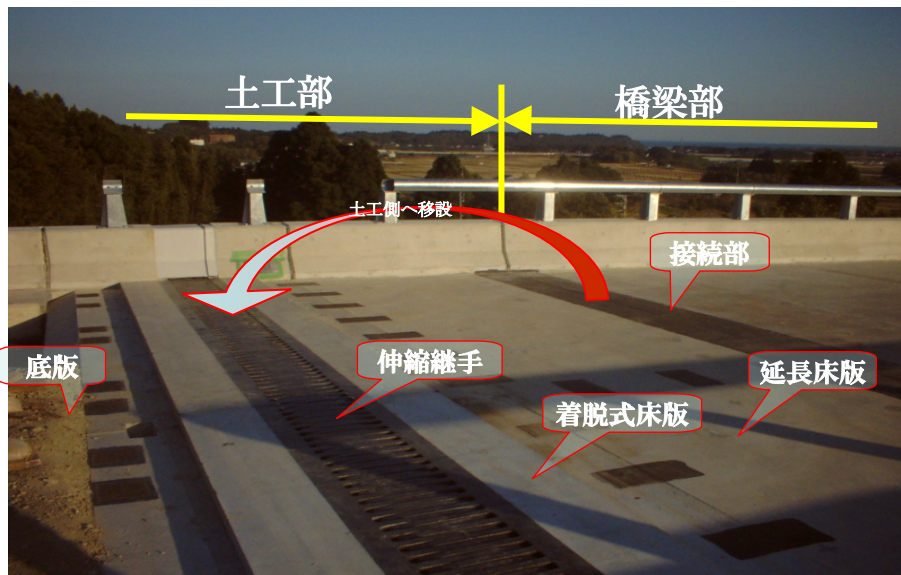 土工部
橋梁部
土工側へ移設
接続部
底版
伸縮継手
延長床版
着脱式床版